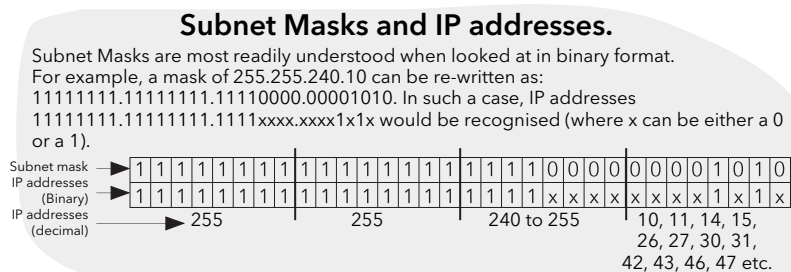 Subnet Masks and IP addresses.
Subnet Masks are most readily understood when looked at in binary format.
For example, a mask of 255.255.240.10 can be re-written as:
11111111.11111111.11110000.00001010. In such a case, IP addresses
11111111.11111111.1111xxxx.xxxx1x1x would be recognised (where x can be either a 0
or a 1).
Subnet mask 1 1 1 1 1 1 1 1 1 1 1 1 1 1 1 1 1 1 1 1 0 0 0 0 0 0 0 0 1 0 1 0
IP addresses
(Binary) 1 1 1 1 1 1 1 1 1 1 1 1 1 1 1 1 1 1 1 1 x x x x x x x x 1 x 1 x
IP addresses
(decimal) 255 255 240 to 255 10, 11, 14, 15,
26, 27, 30, 31,
42, 43, 46, 47 etc.